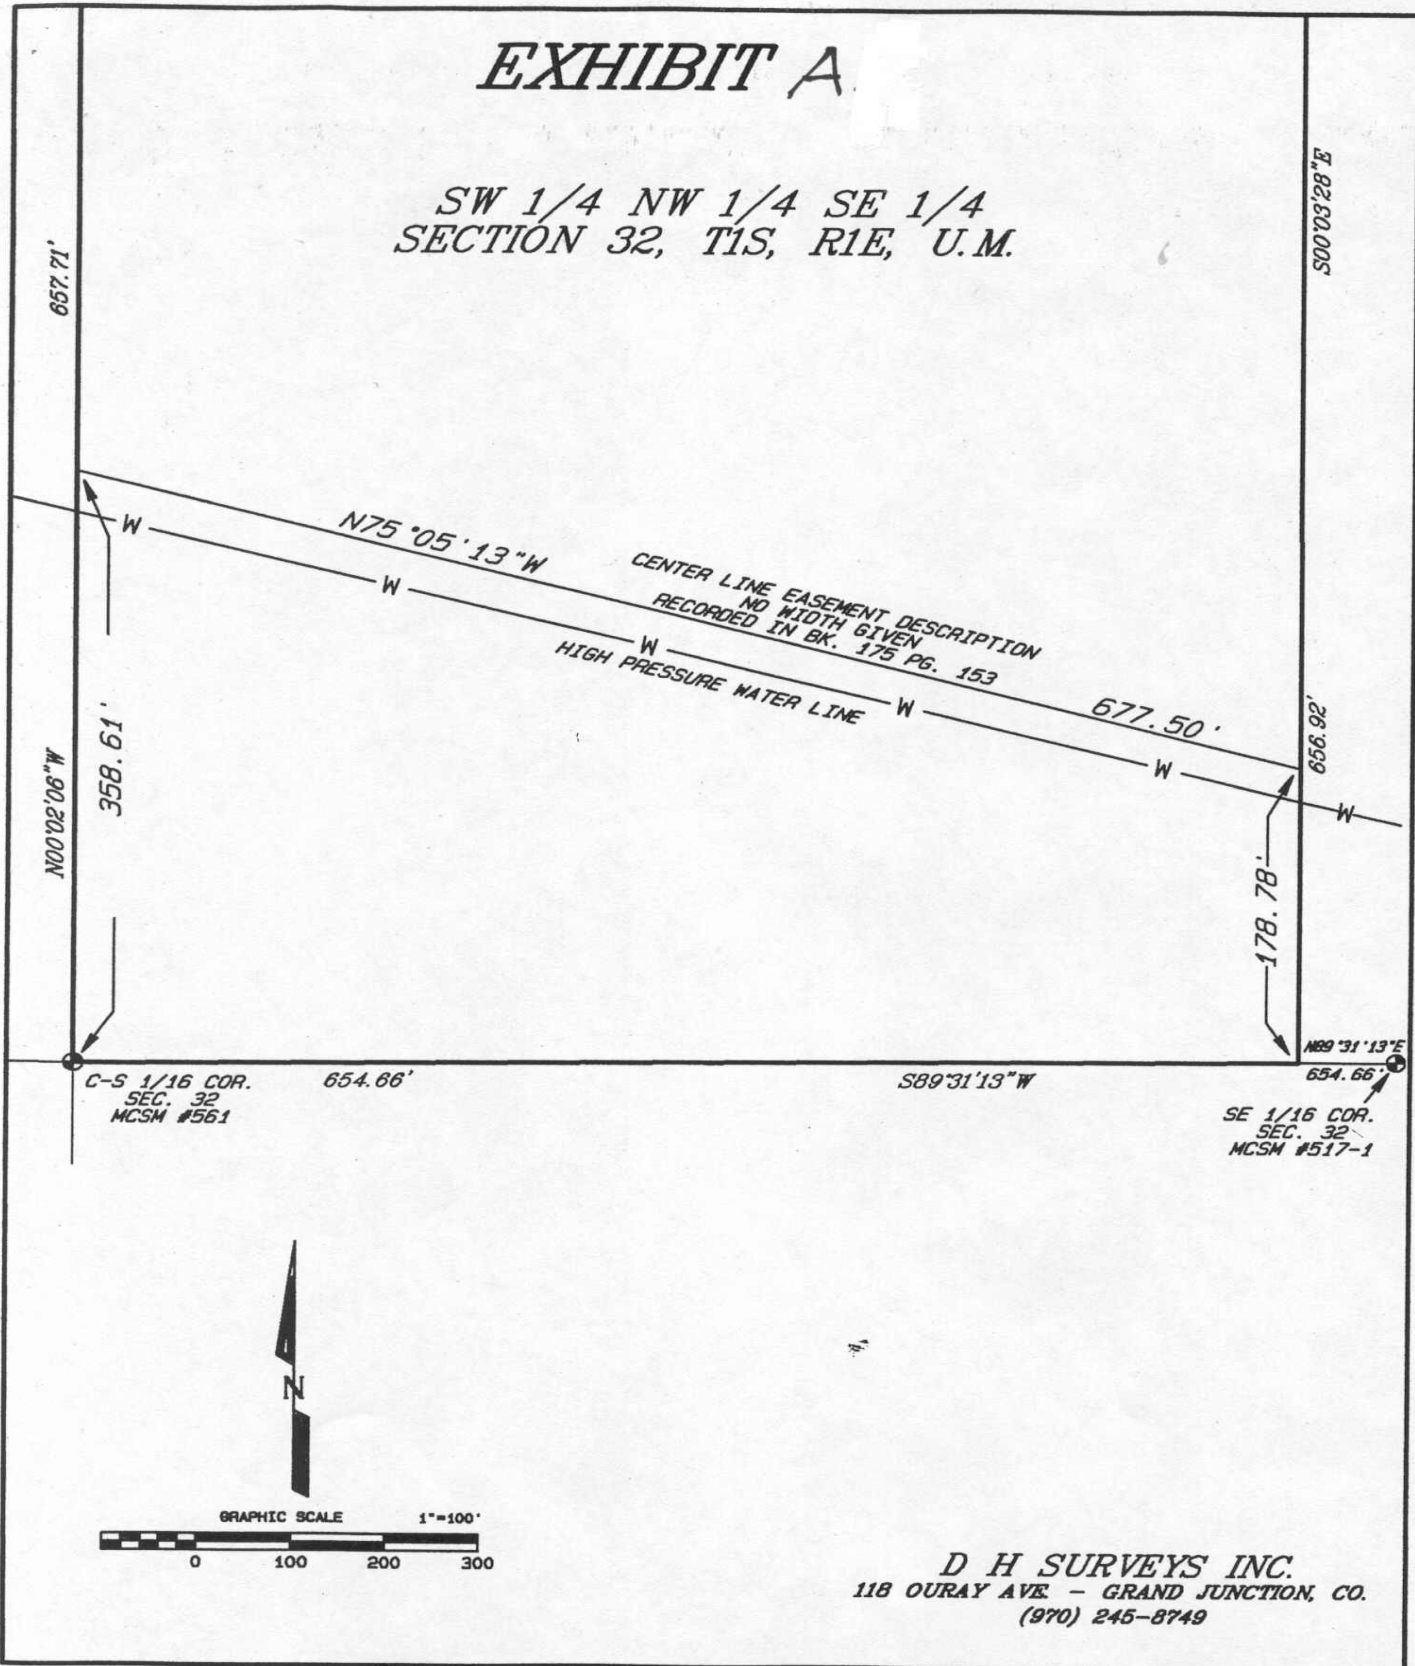 EXHIBIT A
SW 1/4 NW 1/4 SE 1/4
SECTION 32, T1S, R1E, U.M.
657.71'
S00°03'28"E
N75°05'13"W
CENTER LINE EASEMENT DESCRIPTION
NO WIDTH GIVEN
RECORDED IN BK. 175 PG. 153
HIGH PRESSURE WATER LINE
W
W
W
W
W
W
677.50'
656.92'
N00°02'06"W
358.61'
178.78'
N89°31'13"E
654.66'
C-S 1/16 COR.
SEC. 32
MCSM #561
654.66'
S89°31'13"W
SE 1/16 COR.
SEC. 32
MCSM #517-1
N
GRAPHIC SCALE 1"=100'
0 100 200 300
D H SURVEYS INC.
118 OURAY AVE. - GRAND JUNCTION, CO.
(970) 245-8749